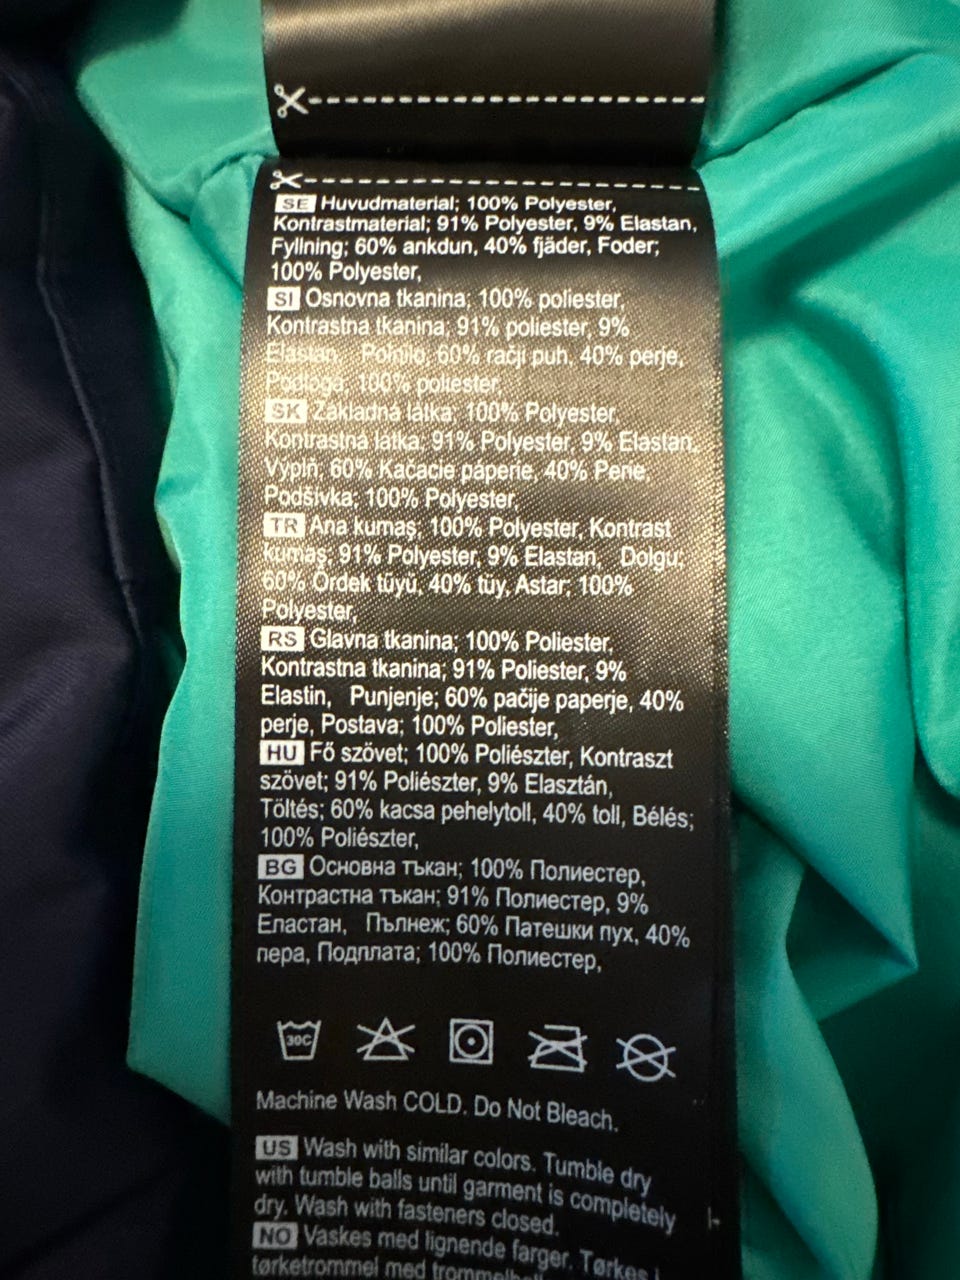 SE Huvudmaterial; 100% Polyester,
Kontrastmaterial; 91% Polyester, 9% Elastan,
Fyllning; 60% ankdun, 40% fjäder, Foder;
100% Polyester,
SI Osnovna tkanina; 100% poliester,
Kontrastna tkanina; 91% poliester, 9%
Elastan, Polnilo; 60% račji puh, 40% perje,
Podloga; 100% poliester,
SK Základná látka; 100% Polyester,
Kontrastná látka; 91% Polyester, 9% Elastan,
Výplň; 60% Kačacie páperie, 40% Perie,
Podšívka; 100% Polyester,
TR Ana kumaş; 100% Polyester, Kontrast
kumaş; 91% Polyester, 9% Elastan, Dolgu;
60% Ördek tüyü, 40% tüy, Astar; 100%
Polyester,
RS Glavna tkanina; 100% Poliester,
Kontrastna tkanina; 91% Poliester, 9%
Elastin, Punjenje; 60% pačije paperje, 40%
perje, Postava; 100% Poliester,
HU Fő szövet; 100% Poliészter, Kontraszt
szövet; 91% Poliészter, 9% Elasztán,
Töltés; 60% kacsa pehelytoll, 40% toll, Bélés;
100% Poliészter,
BG Основна тъкан; 100% Полиестер,
Контрастна тъкан; 91% Полиестер, 9%
Еластан, Пълнеж; 60% Патешки пух, 40%
пера, Подплата; 100% Полиестер,
30C
Machine Wash COLD. Do Not Bleach.
US Wash with similar colors. Tumble dry
with tumble balls until garment is completely
dry. Wash with fasteners closed.
NO Vaskes med lignende farger. Tørkes i
tørketrommel med